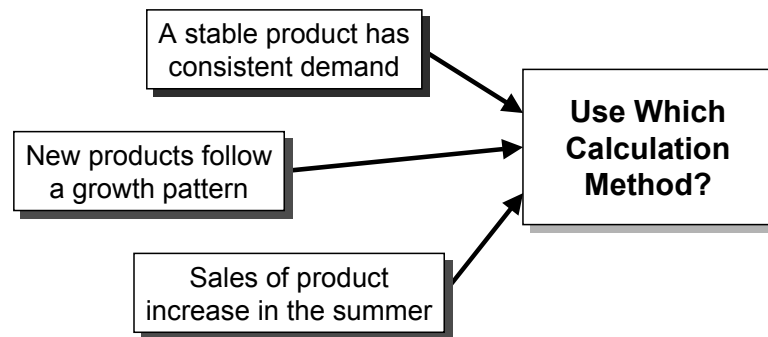 A stable product has
consistent demand
New products follow
a growth pattern
Sales of product
increase in the summer
Use Which
Calculation
Method?